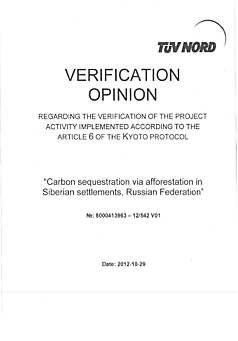 TÜV NORD
VERIFICATION
OPINION
REGARDING THE VERIFICATION OF THE PROJECT
ACTIVITY IMPLEMENTED ACCORDING TO THE
ARTICLE 6 OF THE KYOTO PROTOCOL
"Carbon sequestration via afforestation in
Siberian settlements, Russian Federation"
Nr: 8000413963 – 12/542 V01
Date: 2012-10-29